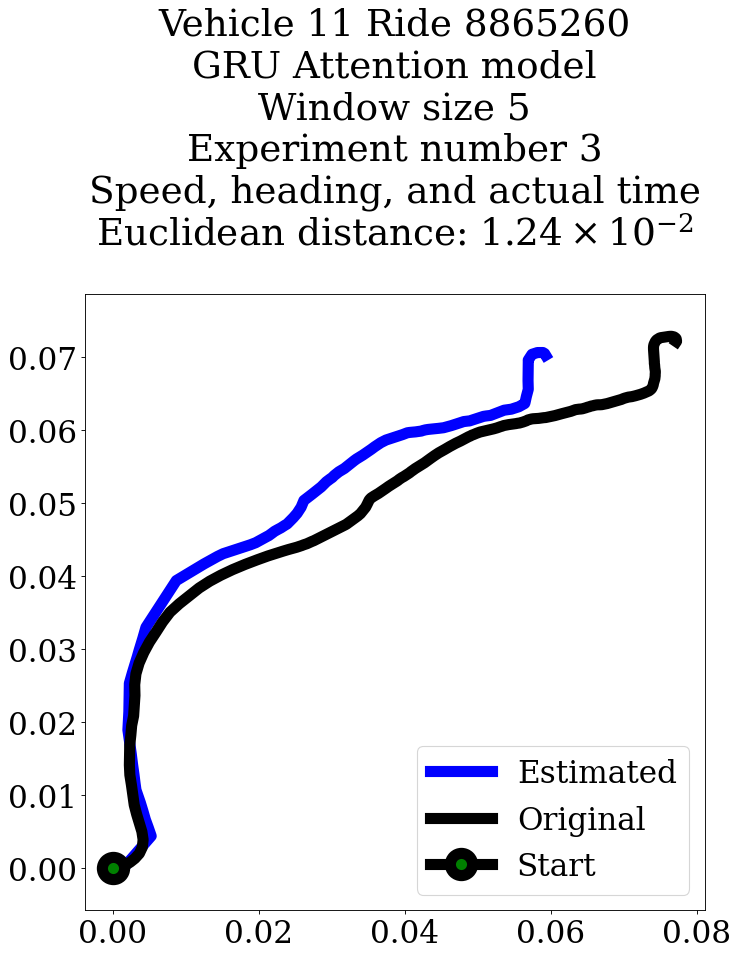 Vehicle 11 Ride 8865260
GRU Attention model
Window size 5
Experiment number 3
Speed, heading, and actual time
Euclidean distance: 1.24 × 10⁻²
0.07
0.06
0.05
0.04
0.03
0.02
0.01
0.00
Estimated
Original
Start
0.00 0.02 0.04 0.06 0.08